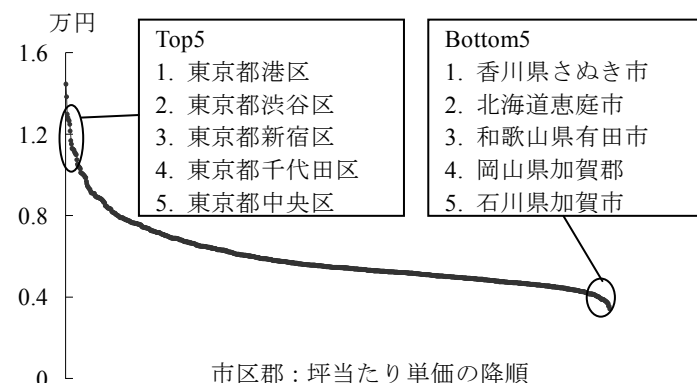 万円
1.6
1.2
0.8
0.4
0
Top5
1. 東京都港区
2. 東京都渋谷区
3. 東京都新宿区
4. 東京都千代田区
5. 東京都中央区
Bottom5
1. 香川県さぬき市
2. 北海道恵庭市
3. 和歌山県有田市
4. 岡山県加賀郡
5. 石川県加賀市
市区郡：坪当たり単価の降順